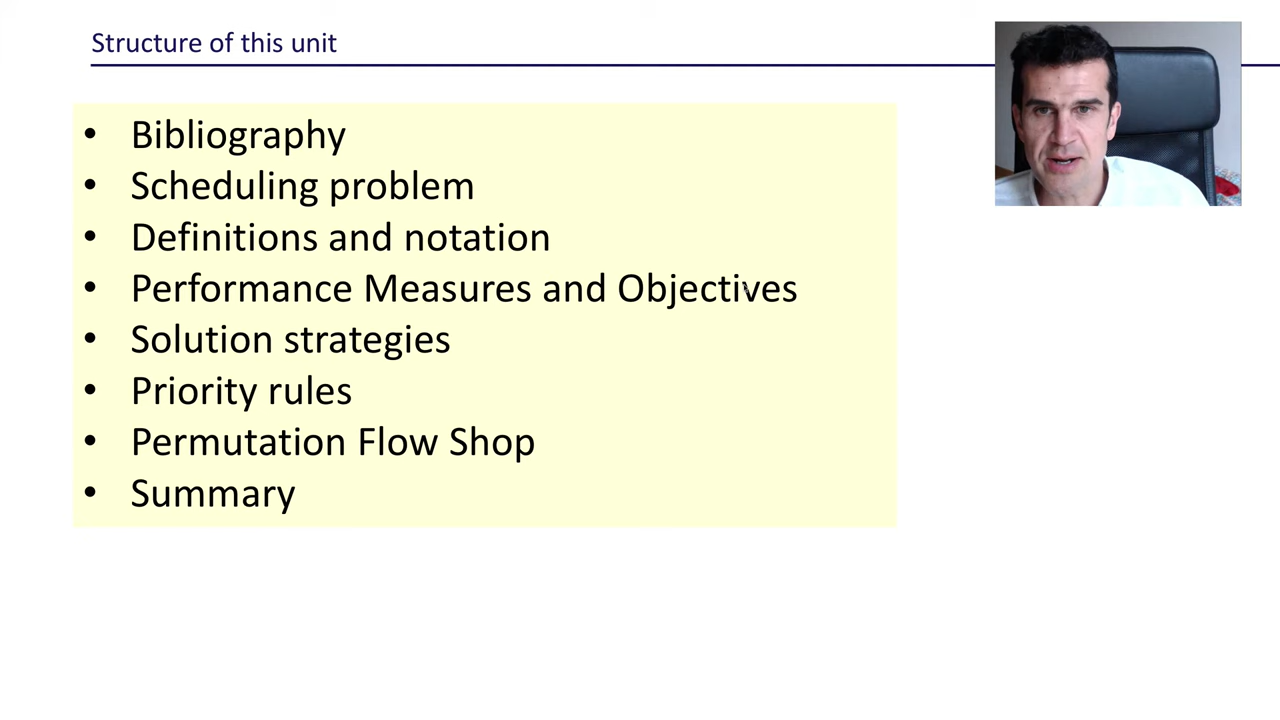 Structure of this unit
• Bibliography
• Scheduling problem
• Definitions and notation
• Performance Measures and Objectives
• Solution strategies
• Priority rules
• Permutation Flow Shop
• Summary